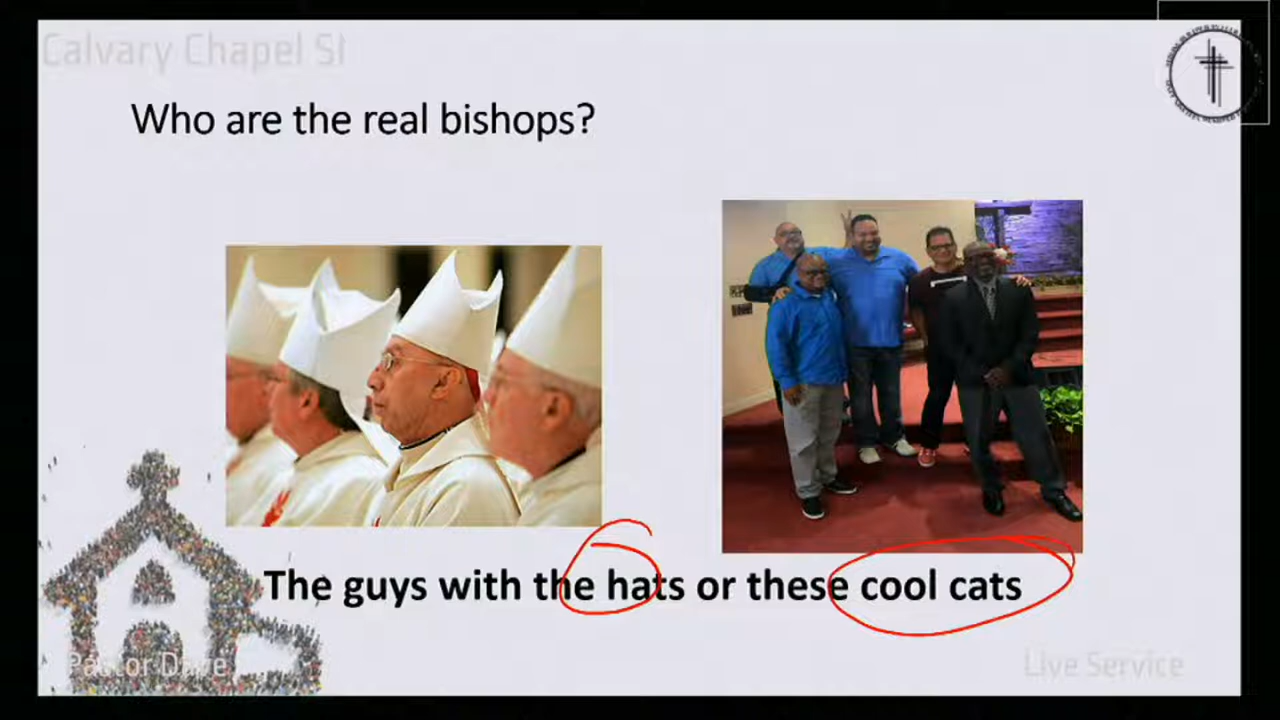 Calvary Chapel
Who are the real bishops?
The guys with the hats or these cool cats
Pastor Dave
Live Service